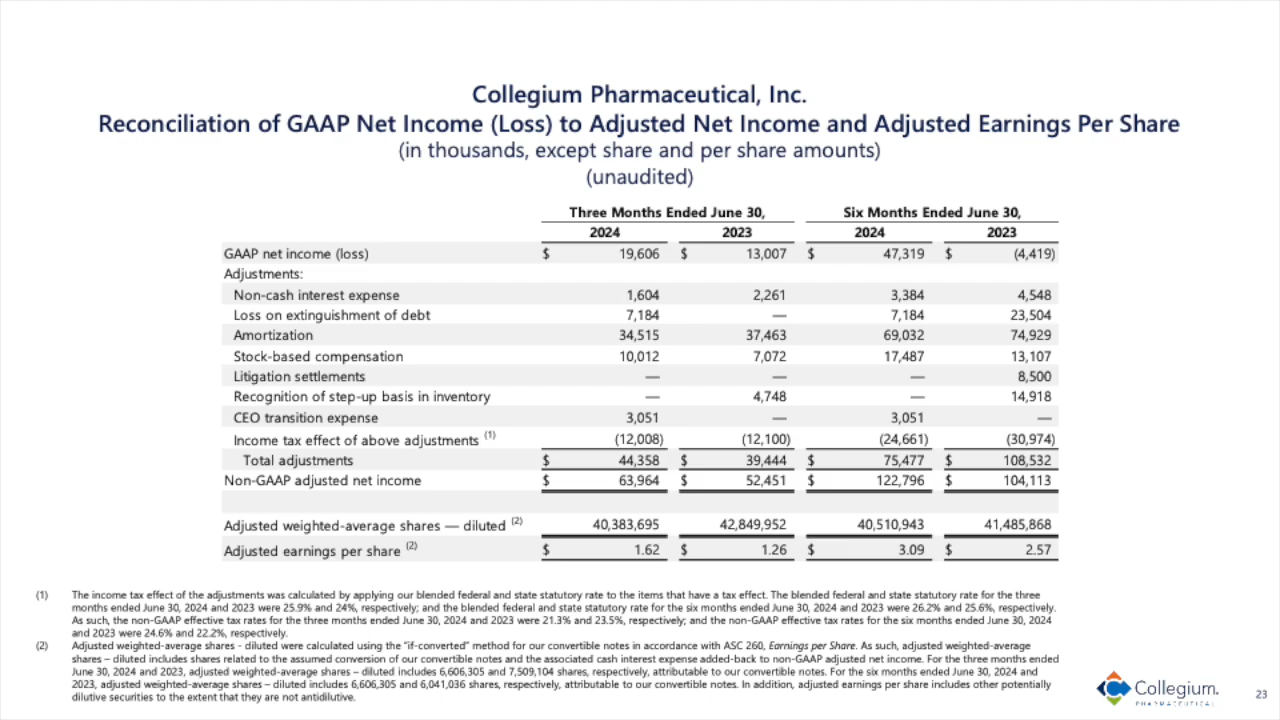 Collegium Pharmaceutical, Inc.
Reconciliation of GAAP Net Income (Loss) to Adjusted Net Income and Adjusted Earnings Per Share
(in thousands, except share and per share amounts)
(unaudited)
Three Months Ended June 30, Six Months Ended June 30,
2024 2023 2024 2023
GAAP net income (loss) $ 19,606 $ 13,007 $ 47,319 $ (4,419)
Adjustments:
Non-cash interest expense 1,604 2,261 3,384 4,548
Loss on extinguishment of debt 7,184 — 7,184 23,504
Amortization 34,515 37,463 69,032 74,929
Stock-based compensation 10,012 7,072 17,487 13,107
Litigation settlements — — — 8,500
Recognition of step-up basis in inventory — 4,748 — 14,918
CEO transition expense 3,051 — 3,051 —
Income tax effect of above adjustments (1) (12,008) (12,100) (24,661) (30,974)
Total adjustments $ 44,358 $ 39,444 $ 75,477 $ 108,532
Non-GAAP adjusted net income $ 63,964 $ 52,451 $ 122,796 $ 104,113
Adjusted weighted-average shares — diluted (2) 40,383,695 42,849,952 40,510,943 41,485,868
Adjusted earnings per share (2) $ 1.62 $ 1.26 $ 3.09 $ 2.57
(1) The income tax effect of the adjustments was calculated by applying our blended federal and state statutory rate to the items that have a tax effect. The blended federal and state statutory rate for the three
months ended June 30, 2024 and 2023 were 25.9% and 24%, respectively; and the blended federal and state statutory rate for the six months ended June 30, 2024 and 2023 were 26.2% and 25.6%, respectively.
As such, the non-GAAP effective tax rates for the three months ended June 30, 2024 and 2023 were 21.3% and 23.5%, respectively; and the non-GAAP effective tax rates for the six months ended June 30, 2024
and 2023 were 24.6% and 22.2%, respectively.
(2) Adjusted weighted-average shares - diluted were calculated using the "if-converted" method for our convertible notes in accordance with ASC 260, Earnings per Share. As such, adjusted weighted-average
shares – diluted includes shares related to the assumed conversion of our convertible notes and the associated cash interest expense added-back to non-GAAP adjusted net income. For the three months ended
June 30, 2024 and 2023, adjusted weighted-average shares – diluted includes 6,606,305 and 7,509,104 shares, respectively, attributable to our convertible notes. For the six months ended June 30, 2024 and
2023, adjusted weighted-average shares – diluted includes 6,606,305 and 6,041,036 shares, respectively, attributable to our convertible notes. In addition, adjusted earnings per share includes other potentially
dilutive securities to the extent that they are not antidilutive.
Collegium.
PHARMACEUTICAL
23